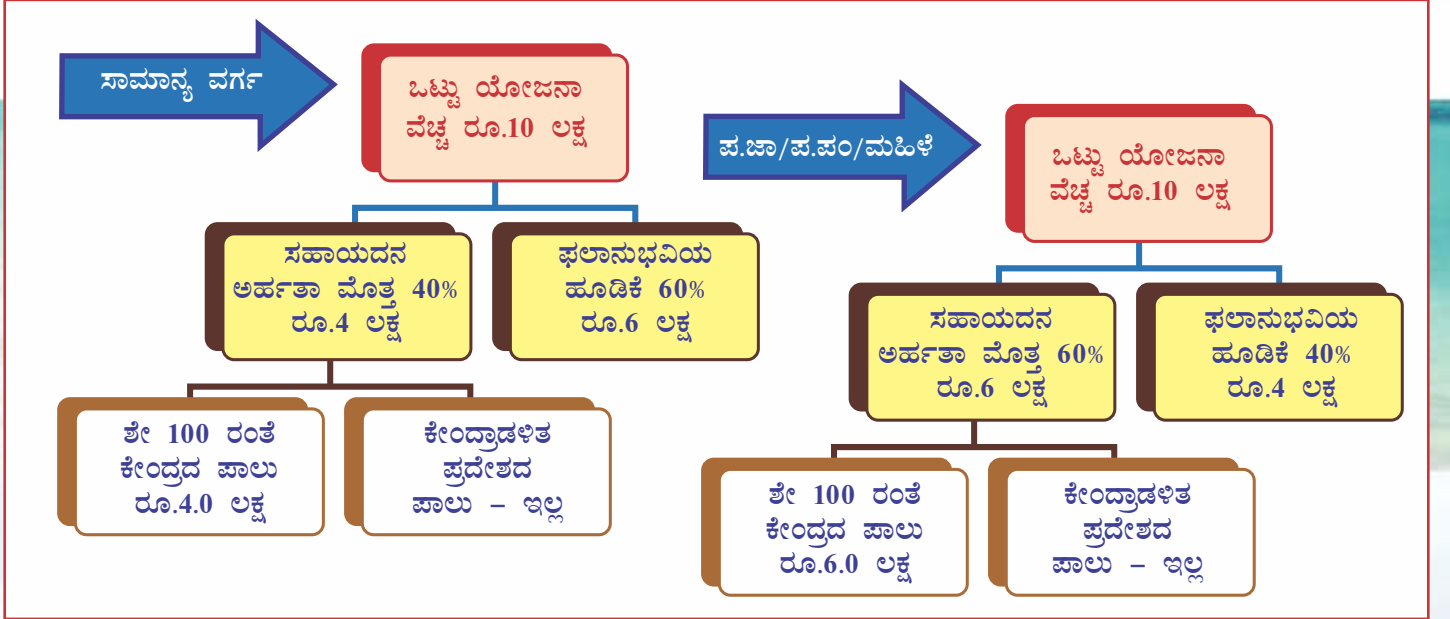 ಸಾಮಾನ್ಯ ವರ್ಗ
ಒಟ್ಟು ಯೋಜನಾ
ವೆಚ್ಚ ರೂ.10 ಲಕ್ಷ
ಸಹಾಯದನ
ಅರ್ಹತಾ ಮೊತ್ತ 40%
ರೂ.4 ಲಕ್ಷ
ಫಲಾನುಭವಿಯ
ಹೂಡಿಕೆ 60%
ರೂ.6 ಲಕ್ಷ
ಶೇ 100 ರಂತೆ
ಕೇಂದ್ರದ ಪಾಲು
ರೂ.4.0 ಲಕ್ಷ
ಕೇಂದ್ರಾಡಳಿತ
ಪ್ರದೇಶದ
ಪಾಲು – ಇಲ್ಲ
ಪ.ಜಾ/ಪ.ಪಂ/ಮಹಿಳೆ
ಒಟ್ಟು ಯೋಜನಾ
ವೆಚ್ಚ ರೂ.10 ಲಕ್ಷ
ಸಹಾಯದನ
ಅರ್ಹತಾ ಮೊತ್ತ 60%
ರೂ.6 ಲಕ್ಷ
ಫಲಾನುಭವಿಯ
ಹೂಡಿಕೆ 40%
ರೂ.4 ಲಕ್ಷ
ಶೇ 100 ರಂತೆ
ಕೇಂದ್ರದ ಪಾಲು
ರೂ.6.0 ಲಕ್ಷ
ಕೇಂದ್ರಾಡಳಿತ
ಪ್ರದೇಶದ
ಪಾಲು – ಇಲ್ಲ